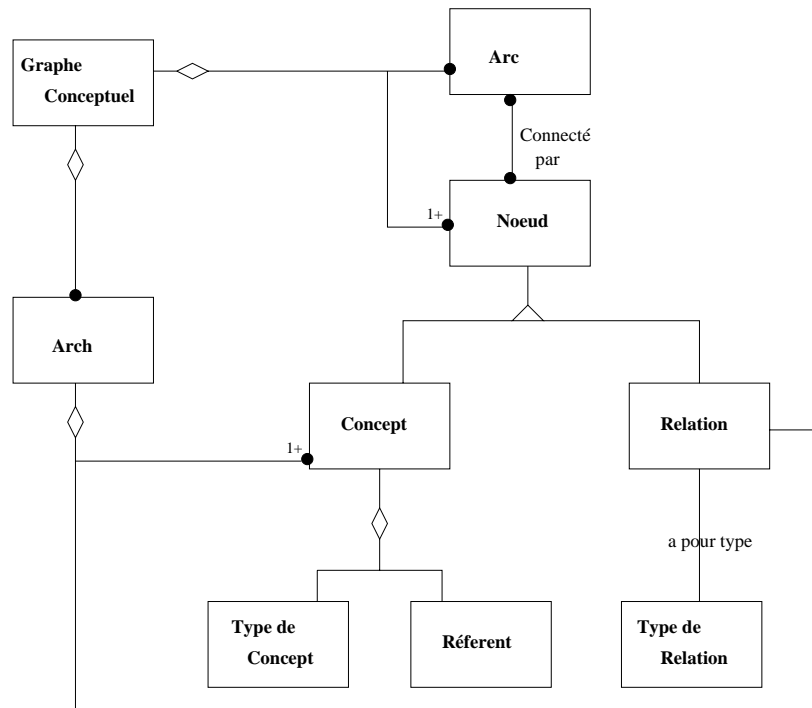 Graphe
Conceptuel
Arc
Connecté
par
1+
Noeud
Arch
Concept
Relation
1+
a pour type
Type de
Concept
Réferent
Type de
Relation